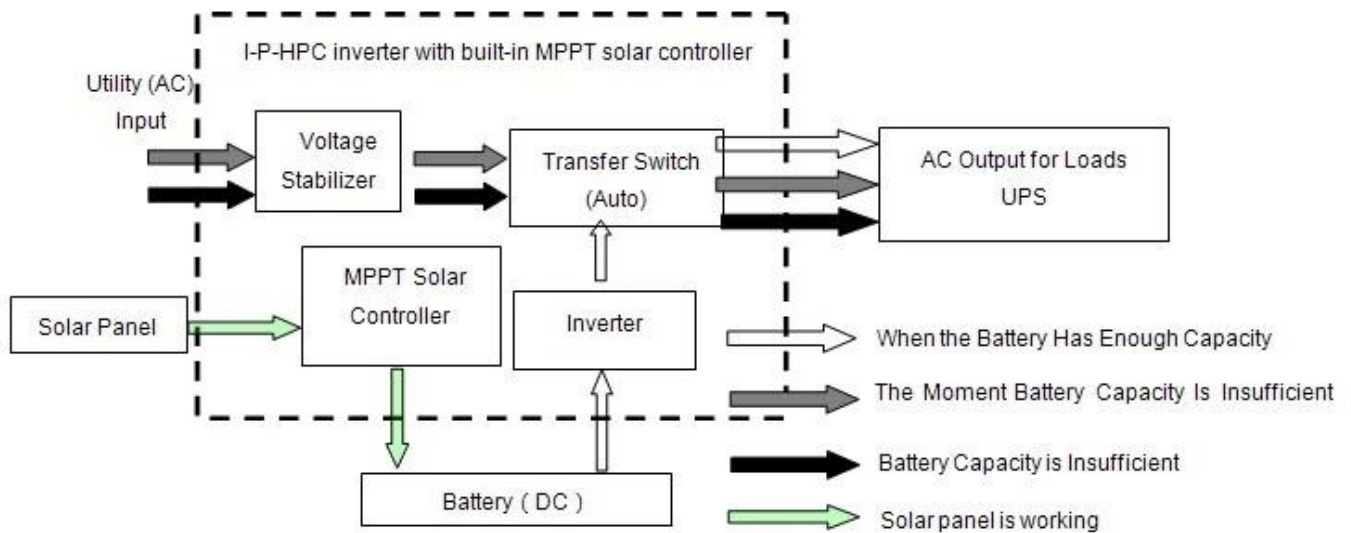 I-P-HPC inverter with built-in MPPT solar controller
Utility (AC)
Input
Voltage
Stabilizer
Transfer Switch
(Auto)
AC Output for Loads
UPS
MPPT Solar
Controller
Solar Panel
Inverter
When the Battery Has Enough Capacity
The Moment Battery Capacity Is Insufficient
Battery Capacity is Insufficient
Battery ( DC )
Solar panel is working